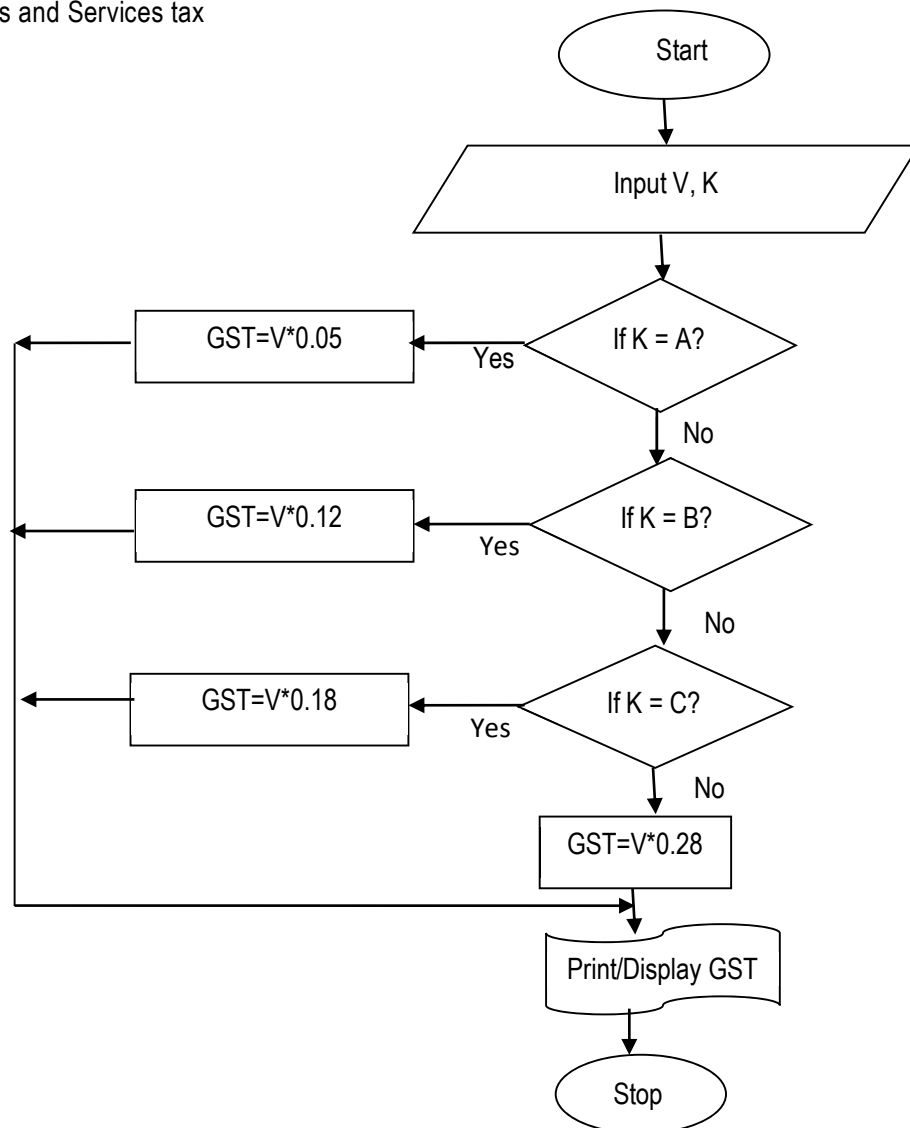 and Services tax
Start
Input V, K
If K = A?
Yes
GST=V*0.05
No
If K = B?
Yes
GST=V*0.12
No
If K = C?
Yes
GST=V*0.18
No
GST=V*0.28
Print/Display GST
Stop